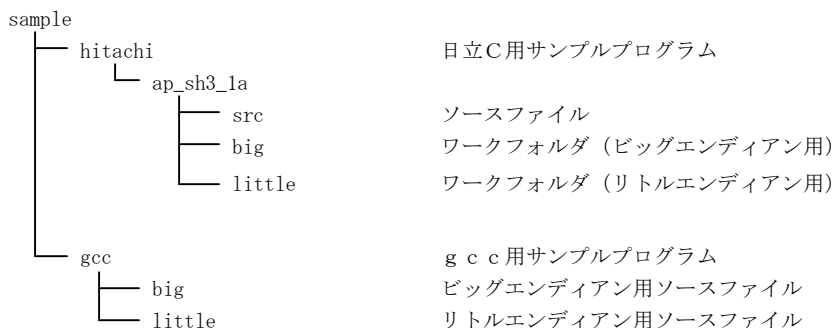 sample
hitachi 日立C用サンプルプログラム
ap_sh3_1a
src ソースファイル
big ワークフォルダ（ビッグエンディアン用）
little ワークフォルダ（リトルエンディアン用）
gcc ｇｃｃ用サンプルプログラム
big ビッグエンディアン用ソースファイル
little リトルエンディアン用ソースファイル